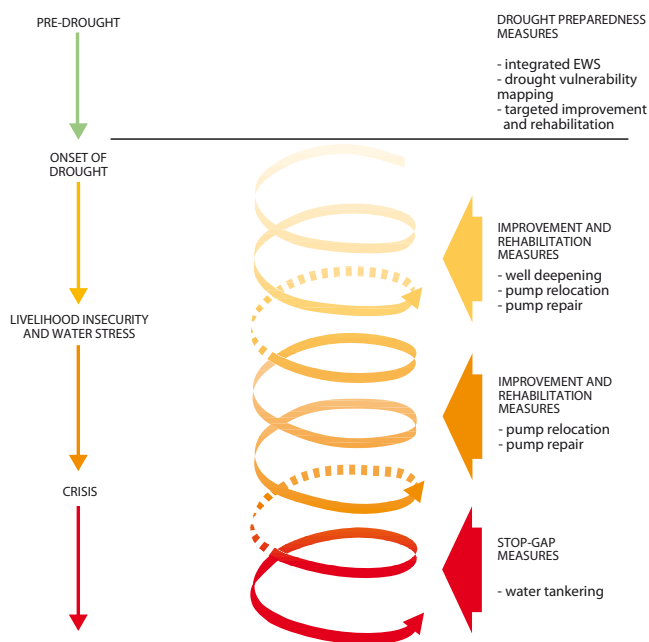 PRE-DROUGHT
DROUGHT PREPAREDNESS
MEASURES
- integrated EWS
- drought vulnerability
mapping
- targeted improvement
and rehabilitation
ONSET OF
DROUGHT
IMPROVEMENT AND
REHABILITATION
MEASURES
- well deepening
- pump relocation
- pump repair
LIVELIHOOD INSECURITY
AND WATER STRESS
IMPROVEMENT AND
REHABILITATION
MEASURES
- pump relocation
- pump repair
CRISIS
STOP-GAP
MEASURES
- water tankering